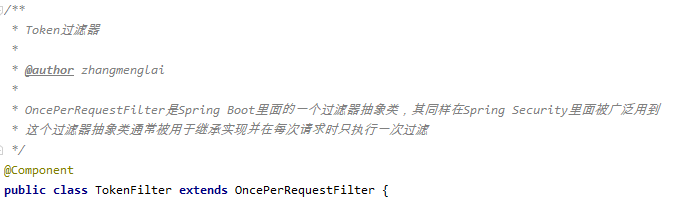 /**
 * Token过滤器
 *
 * @author zhangmenglai
 *
 * OncePerRequestFilter是Spring Boot里面的一个过滤器抽象类，其同样在Spring Security里面被广泛用到
 * 这个过滤器抽象类通常被用于继承实现并在每次请求时只执行一次过滤
 */
@Component
public class TokenFilter extends OncePerRequestFilter {